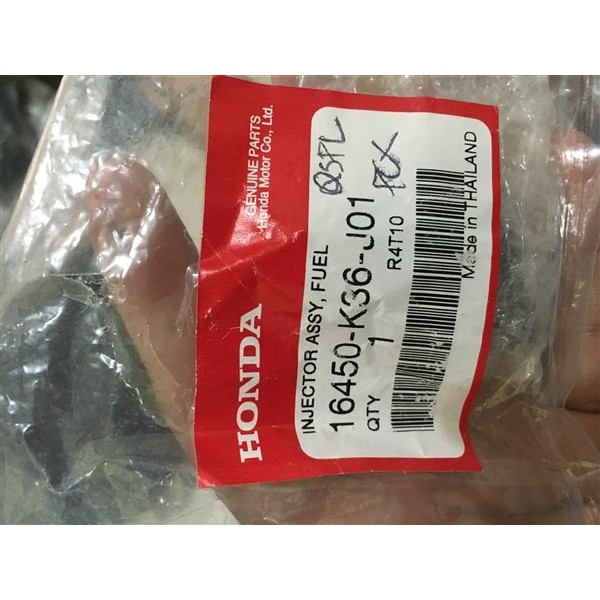 GENUINE PARTS
Honda Motor Co., Ltd.
HONDA
INJECTOR ASSY, FUEL
16450-K36-J01
QTY 1
R4T10
Made in THAILAND
PCX